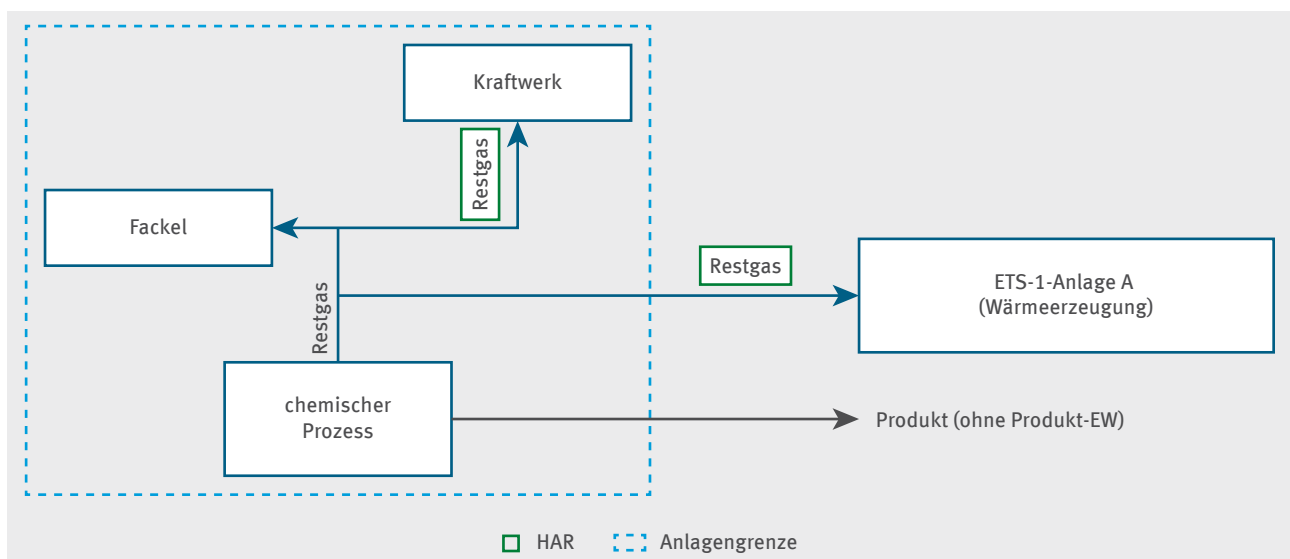 Kraftwerk
Restgas
Fackel
Restgas
ETS-1-Anlage A
(Wärmeerzeugung)
Restgas
chemischer
Prozess
Produkt (ohne Produkt-EW)
HAR
Anlagengrenze